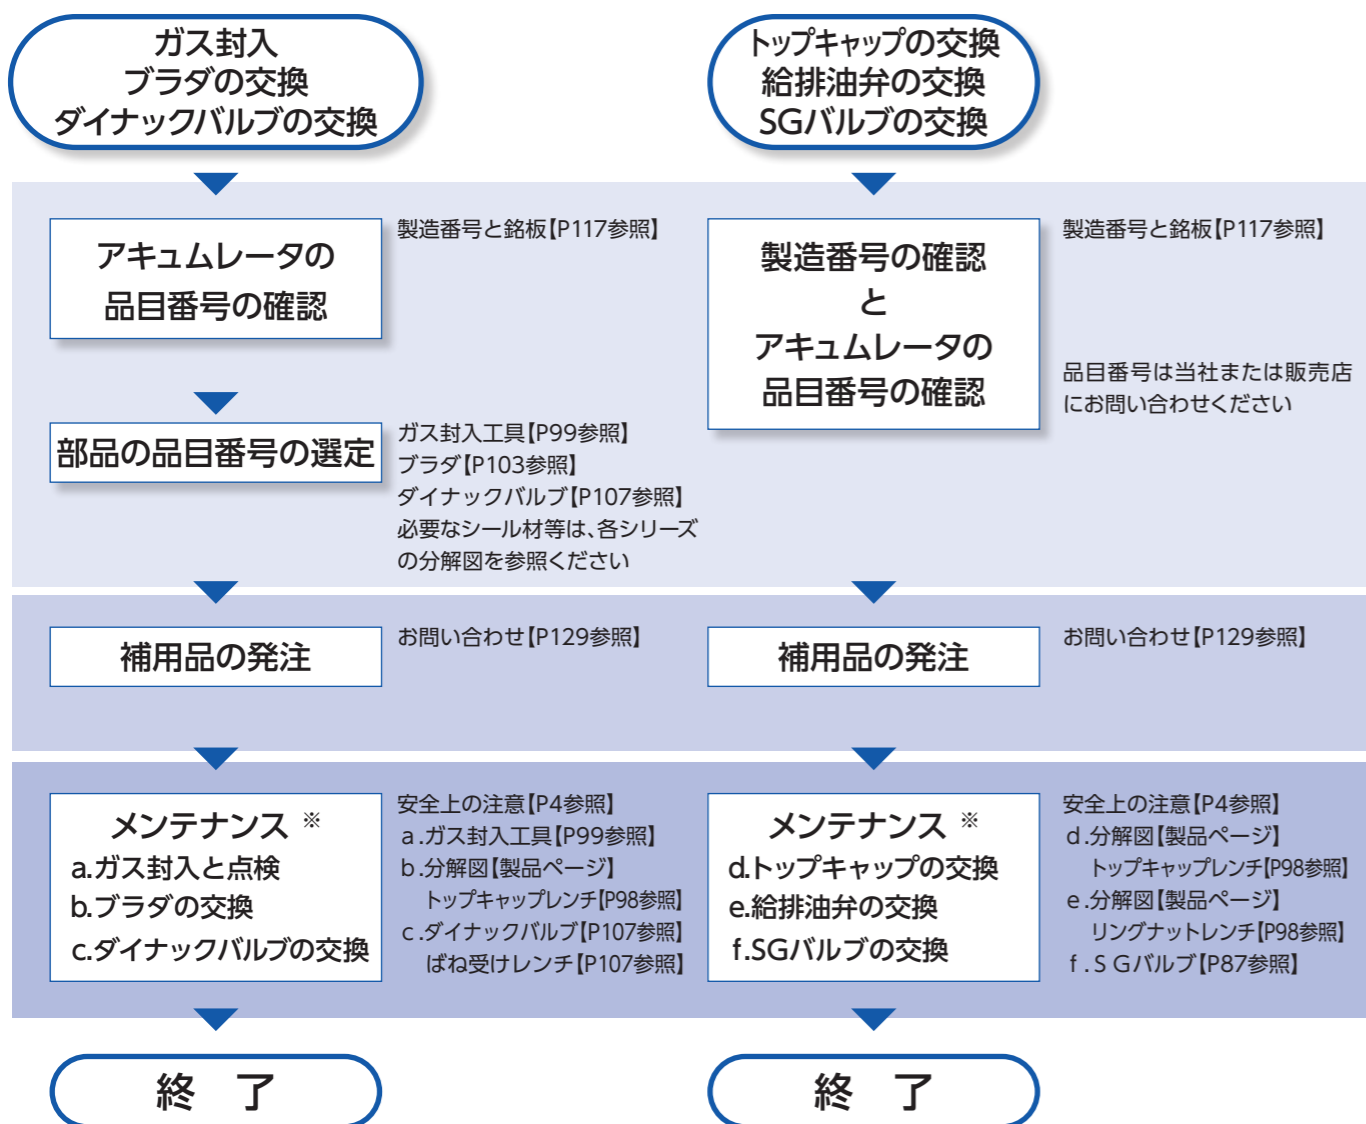 ガス封入
ブラダの交換
ダイナックバルブの交換
アキュムレータの
品目番号の確認
製造番号と銘板【P117参照】
部品の品目番号の選定
ガス封入工具【P99参照】
ブラダ【P103参照】
ダイナックバルブ【P107参照】
必要なシール材等は、各シリーズ
の分解図を参照ください
補用品の発注
お問い合わせ【P129参照】
メンテナンス ※
a.ガス封入と点検
b.ブラダの交換
c.ダイナックバルブの交換
安全上の注意【P4参照】
a.ガス封入工具【P99参照】
b.分解図【製品ページ】
トップキャップレンチ【P98参照】
c.ダイナックバルブ【P107参照】
ばね受けレンチ【P107参照】
終 了
トップキャップの交換
給排油弁の交換
SGバルブの交換
製造番号の確認
と
アキュムレータの
品目番号の確認
製造番号と銘板【P117参照】
品目番号は当社または販売店
にお問い合わせください
補用品の発注
お問い合わせ【P129参照】
メンテナンス ※
d.トップキャップの交換
e.給排油弁の交換
f.SGバルブの交換
安全上の注意【P4参照】
d.分解図【製品ページ】
トップキャップレンチ【P98参照】
e.分解図【製品ページ】
リングナットレンチ【P98参照】
f.SGバルブ【P87参照】
終 了